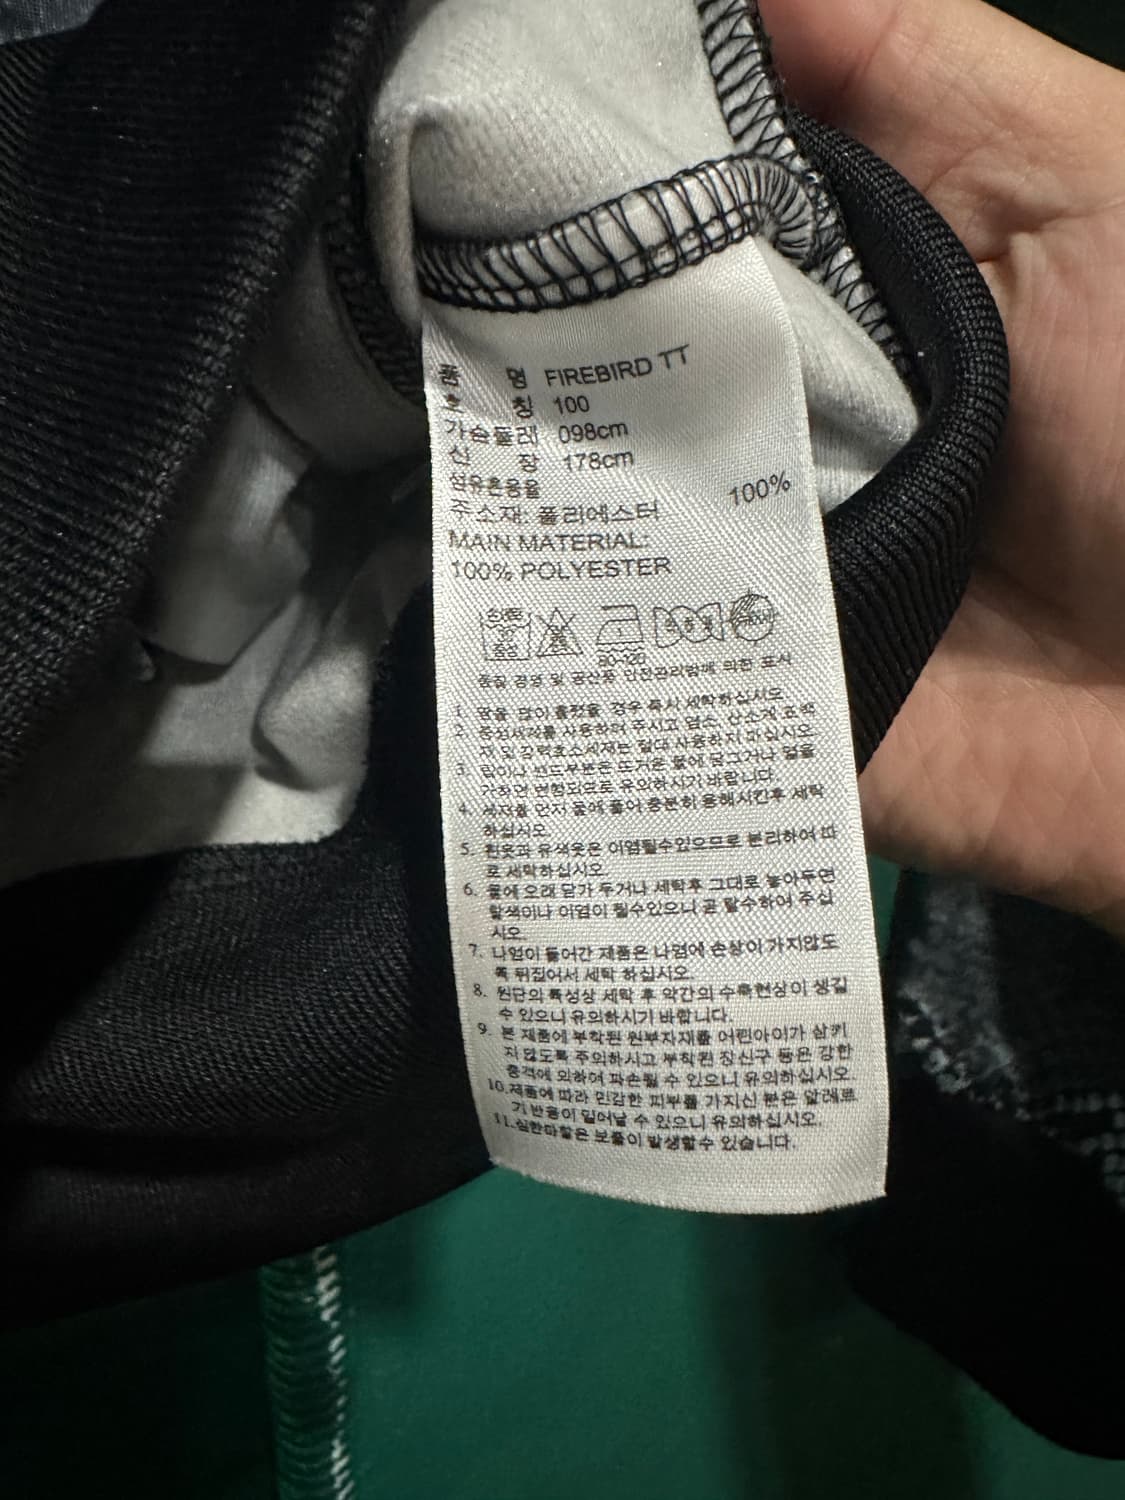 품 명 FIREBIRD TT
호 칭 100
가슴둘레 098cm
신 장 178cm
섬유혼용율
주소재: 폴리에스터 100%
MAIN MATERIAL:
100% POLYESTER
손세탁
중성
80-120
품질 경영 및 공산품 안전관리법에 의한 표시
1. 땀을 많이 흘렸을 경우 즉시 세탁하십시오.
2. 중성세제를 사용하여 주시고 염소, 산소계 표백
제 및 강력효소세제는 절대 사용하지 마십시오.
3. 랍이나 밴드부분은 뜨거운 물에 담그거나 열을
가하면 변형되므로 유의하시기 바랍니다.
4. 세제를 먼저 물에 풀어 충분히 용해시킨후 세탁
하십시오.
5. 흰옷과 유색옷은 이염될수있으므로 분리하여 따
로 세탁하십시오.
6. 물에 오래 담가 두거나 세탁후 그대로 놓아두면
탈색이나 이염이 될수있으니 곧 탈수하여 주십
시오.
7. 나염이 들어간 제품은 나염에 손상이 가지않도
록 뒤집어서 세탁 하십시오.
8. 원단의 특성상 세탁 후 약간의 수축현상이 생길
수 있으니 유의하시기 바랍니다.
9. 본 제품에 부착된 원부자재를 어린아이가 삼키
지 않도록 주의하시고 부착된 장신구 등은 강한
충격에 의하여 파손될 수 있으니 유의하십시오.
10.제품에 따라 민감한 피부를 가지신 분은 알레르
기 반응이 일어날 수 있으니 유의하십시오.
11.심한마찰은 보풀이 발생할수 있습니다.